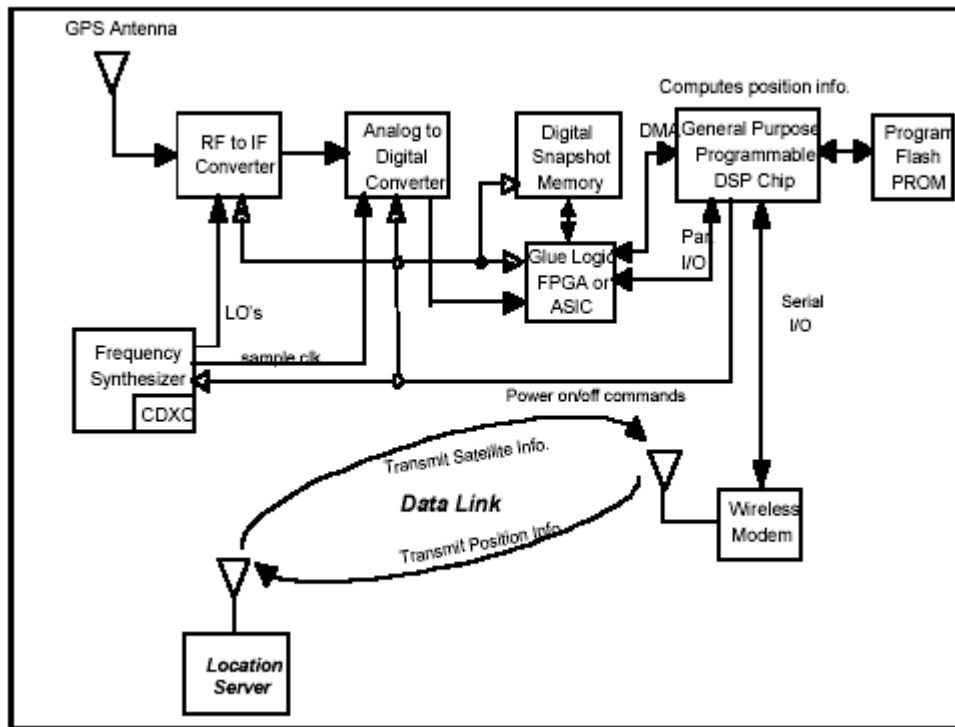 GPS Antenna
Computes position info.
RF to IF
Converter
Analog to
Digital
Converter
Digital
Snapshot
Memory
DMA
General Purpose
Programmable
DSP Chip
Program
Flash
PROM
Glue Logic
FPGA or
ASIC
Par.
I/O
LO's
Serial
I/O
Frequency
Synthesizer
CDXO
sample clk
Power on/off commands
Transmit Satellite Info.
Data Link
Transmit Position Info.
Wireless
Modem
Location
Server